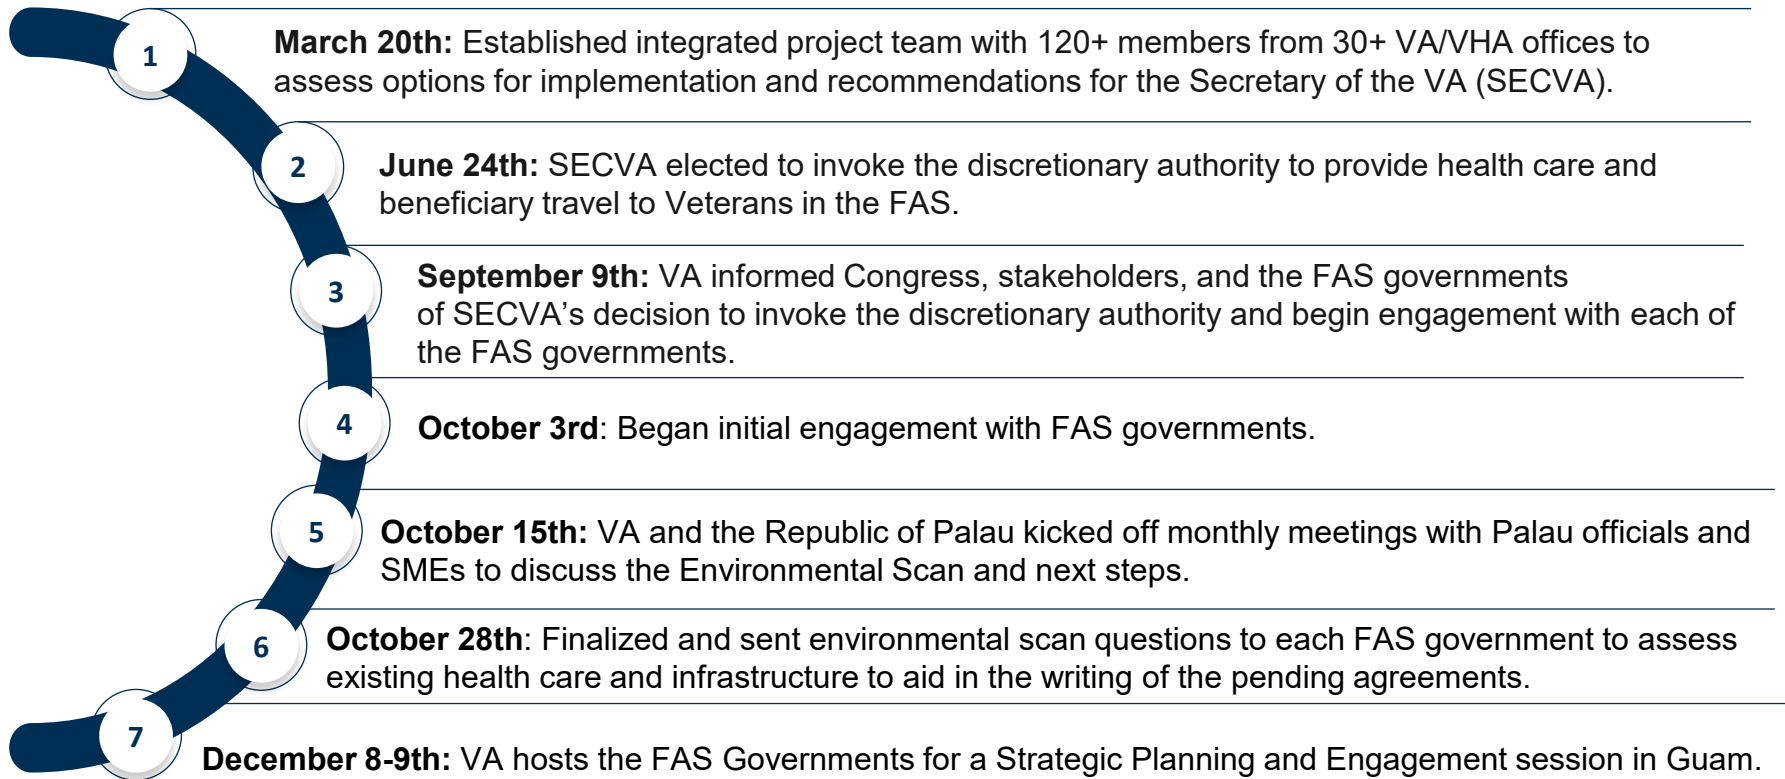 1
March 20th: Established integrated project team with 120+ members from 30+ VA/VHA offices to
assess options for implementation and recommendations for the Secretary of the VA (SECVA).
2
June 24th: SECVA elected to invoke the discretionary authority to provide health care and
beneficiary travel to Veterans in the FAS.
3
September 9th: VA informed Congress, stakeholders, and the FAS governments
of SECVA’s decision to invoke the discretionary authority and begin engagement with each of
the FAS governments.
4
October 3rd: Began initial engagement with FAS governments.
5
October 15th: VA and the Republic of Palau kicked off monthly meetings with Palau officials and
SMEs to discuss the Environmental Scan and next steps.
6
October 28th: Finalized and sent environmental scan questions to each FAS government to assess
existing health care and infrastructure to aid in the writing of the pending agreements.
7
December 8-9th: VA hosts the FAS Governments for a Strategic Planning and Engagement session in Guam.